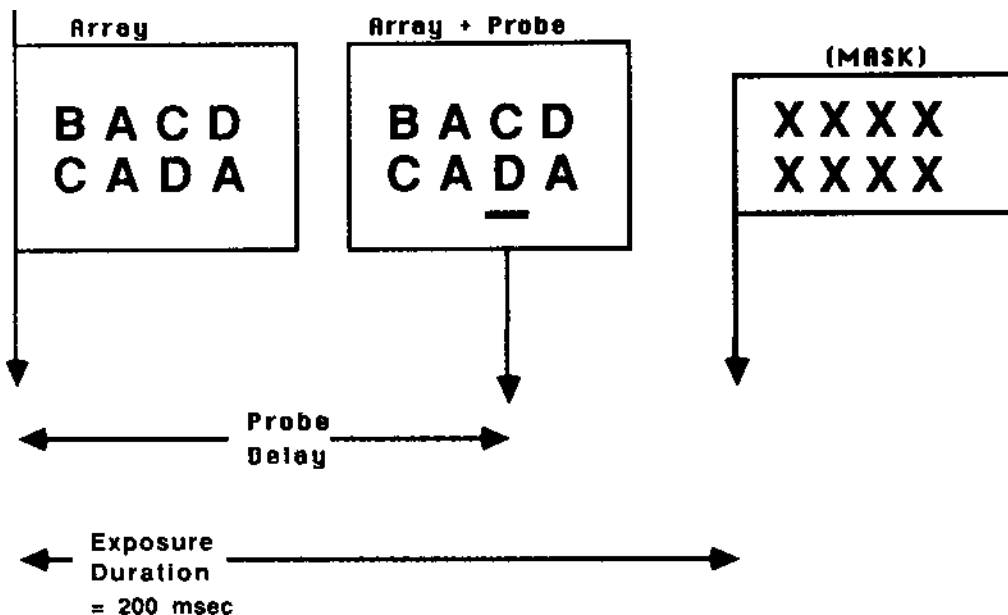 Array
B A C D
C A D A
Array + Probe
B A C D
C A D A
(MASK)
X X X X
X X X X
Probe
Delay
Exposure
Duration
= 200 msec